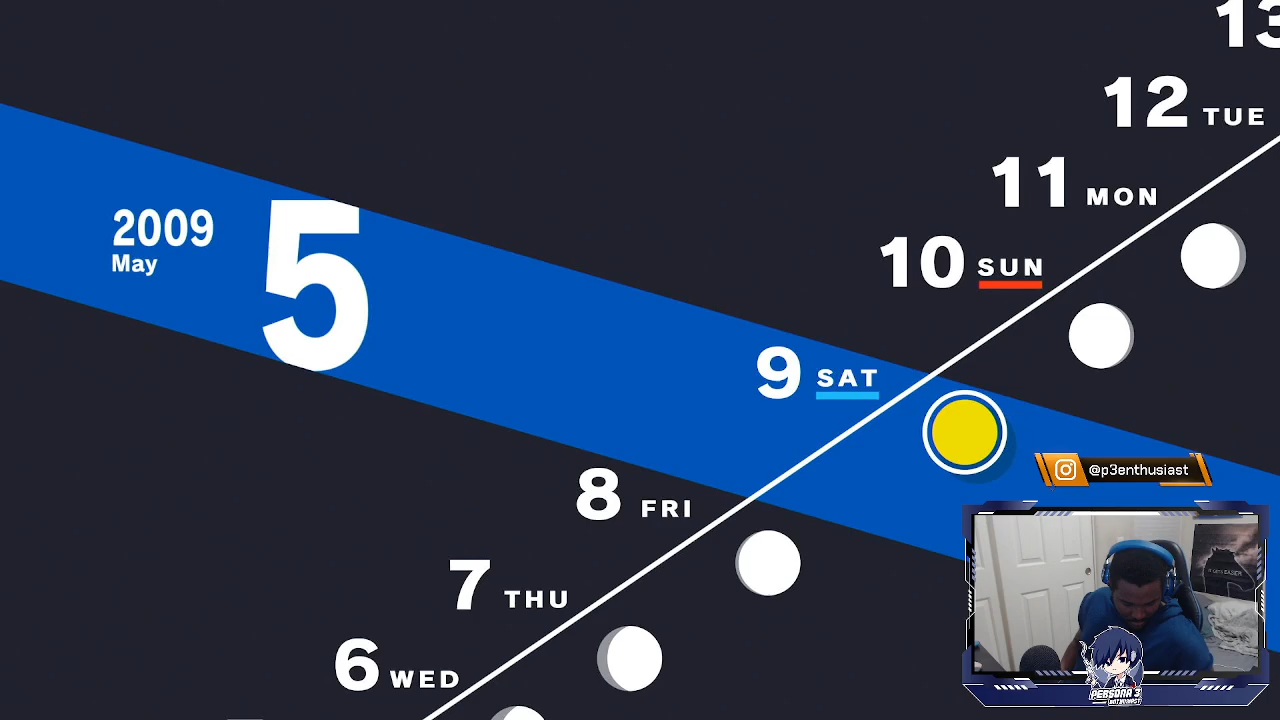 13
12 TUE
11 MON
10 SUN
9 SAT
8 FRI
7 THU
6 WED
2009
May
5
@p3enthusiast
PERSONA 3
ENTHUSIAST